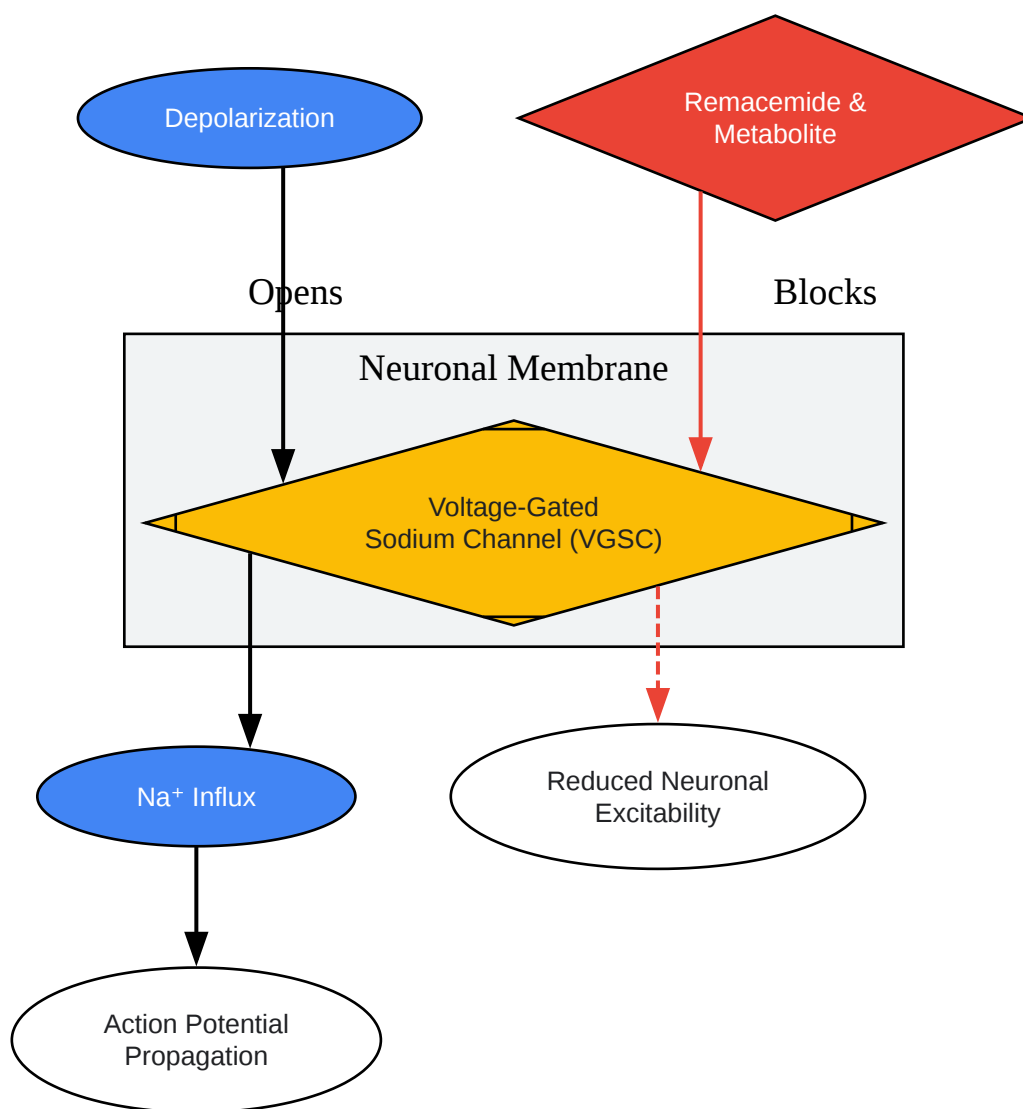 Depolarization
Remacemide &
Metabolite
Opens
Blocks
Neuronal Membrane
Voltage-Gated
Sodium Channel (VGSC)
Na⁺ Influx
Reduced Neuronal
Excitability
Action Potential
Propagation